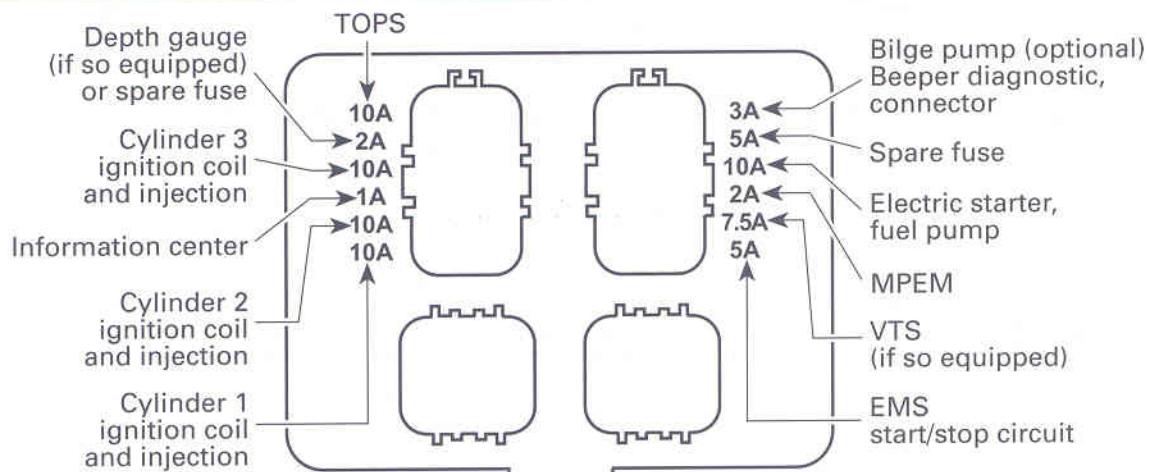 TOPS
Depth gauge
(if so equipped)
or spare fuse
Cylinder 3
ignition coil
and injection
Information center
Cylinder 2
ignition coil
and injection
Cylinder 1
ignition coil
and injection
10A
2A
10A
1A
10A
10A
3A
5A
10A
2A
7.5A
5A
Bilge pump (optional)
Beeper diagnostic,
connector
Spare fuse
Electric starter,
fuel pump
MPEM
VTS
(if so equipped)
EMS
start/stop circuit